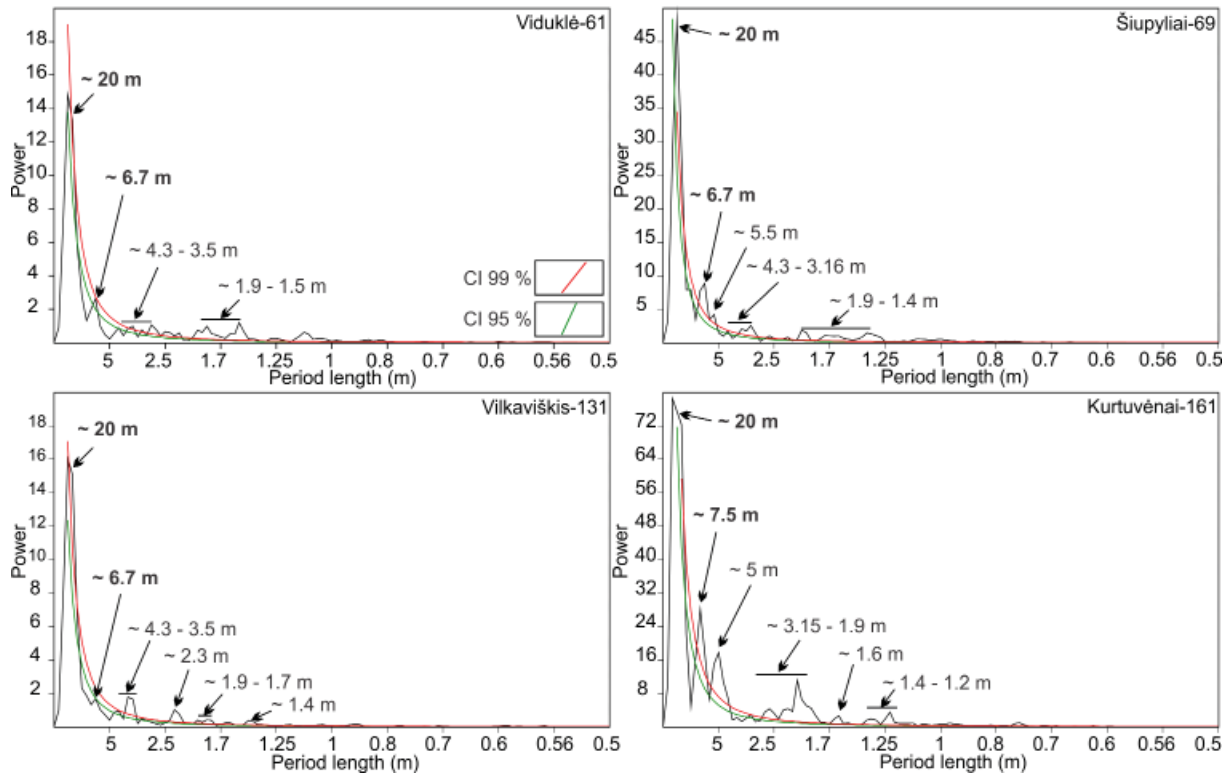 Viduklė-61
Power
18
16
14
12
10
8
6
4
2
~ 20 m
~ 6.7 m
~ 4.3 - 3.5 m
~ 1.9 - 1.5 m
CI 99 %
CI 95 %
5 2.5 1.7 1.25 1 0.8 0.7 0.6 0.56 0.5
Period length (m)
Šiupyliai-69
Power
45
40
35
30
25
20
15
10
5
~ 20 m
~ 6.7 m
~ 5.5 m
~ 4.3 - 3.16 m
~ 1.9 - 1.4 m
5 2.5 1.7 1.25 1 0.8 0.7 0.6 0.56 0.5
Period length (m)
Vilkaviškis-131
Power
18
16
14
12
10
8
6
4
2
~ 20 m
~ 6.7 m
~ 4.3 - 3.5 m
~ 2.3 m
~ 1.9 - 1.7 m
~ 1.4 m
5 2.5 1.7 1.25 1 0.8 0.7 0.6 0.56 0.5
Period length (m)
Kurtuvėnai-161
Power
72
64
56
48
40
32
24
16
8
~ 20 m
~ 7.5 m
~ 5 m
~ 3.15 - 1.9 m
~ 1.6 m
~ 1.4 - 1.2 m
5 2.5 1.7 1.25 1 0.8 0.7 0.6 0.56 0.5
Period length (m)